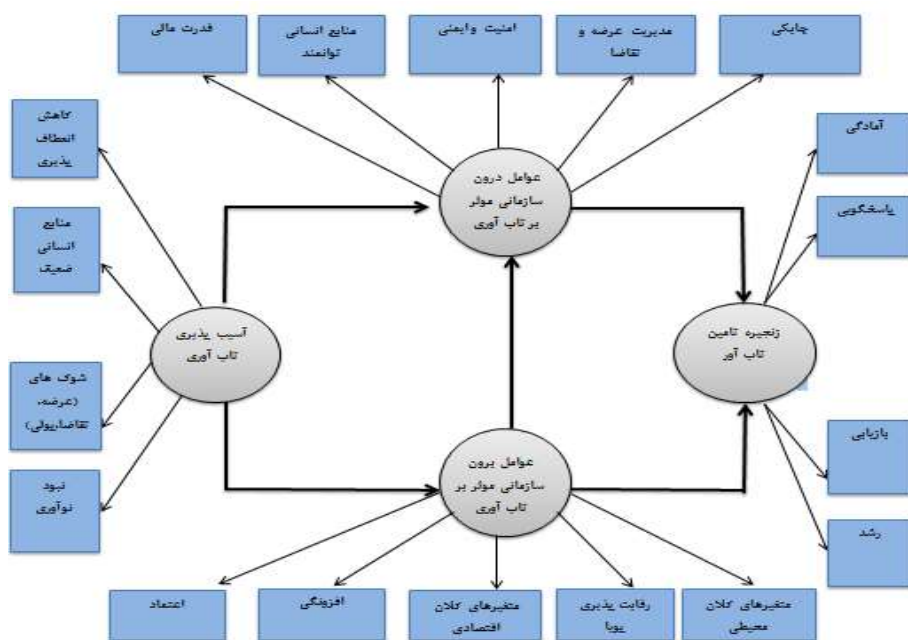 چابکی
مدیریت عرضه و
تقاضا
امنیت و ایمنی
منابع انسانی
توانمند
قدرت مالی
کاهش
انعطاف
پذیری
آمادگی
عوامل درون
سازمانی موثر
بر تاب آوری
پاسخگویی
منابع
انسانی
ضعیف
زنجیره تامین
تاب آور
آسیب پذیری
تاب آوری
شوک های
(عرضه،
تقاضا،پولی)
بازیابی
عوامل برون
سازمانی موثر بر
تاب آوری
نبود
نوآوری
رشد
متغیرهای کلان
محیطی
رقابت پذیری
پویا
متغیرهای کلان
اقتصادی
افزونگی
اعتماد